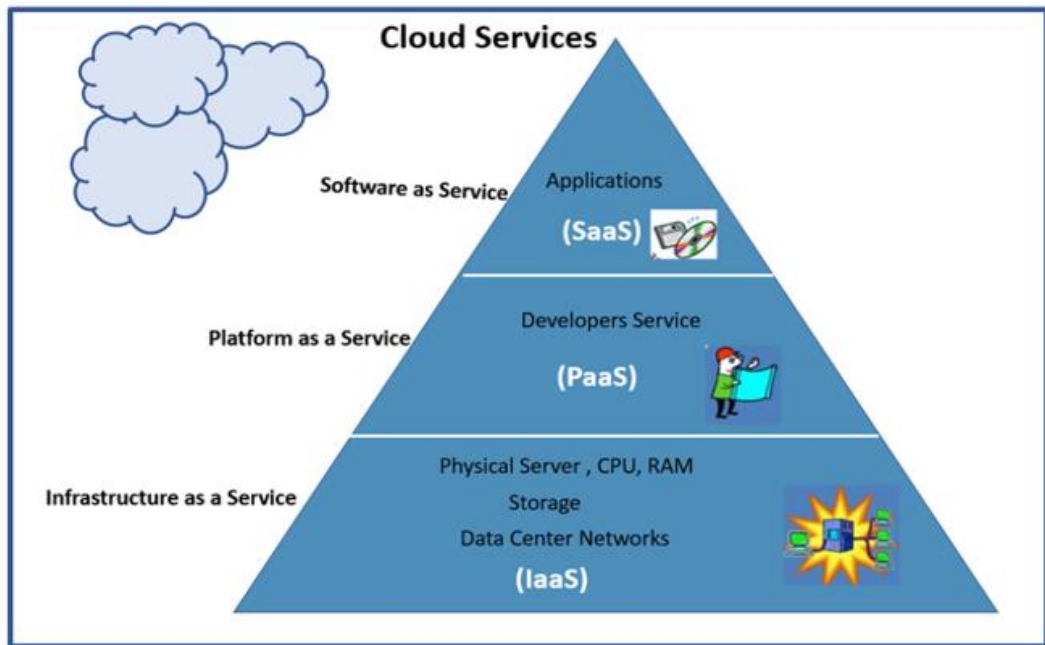 Cloud Services
Software as Service
Applications
(SaaS)
Platform as a Service
Developers Service
(PaaS)
Infrastructure as a Service
Physical Server , CPU, RAM
Storage
Data Center Networks
(IaaS)